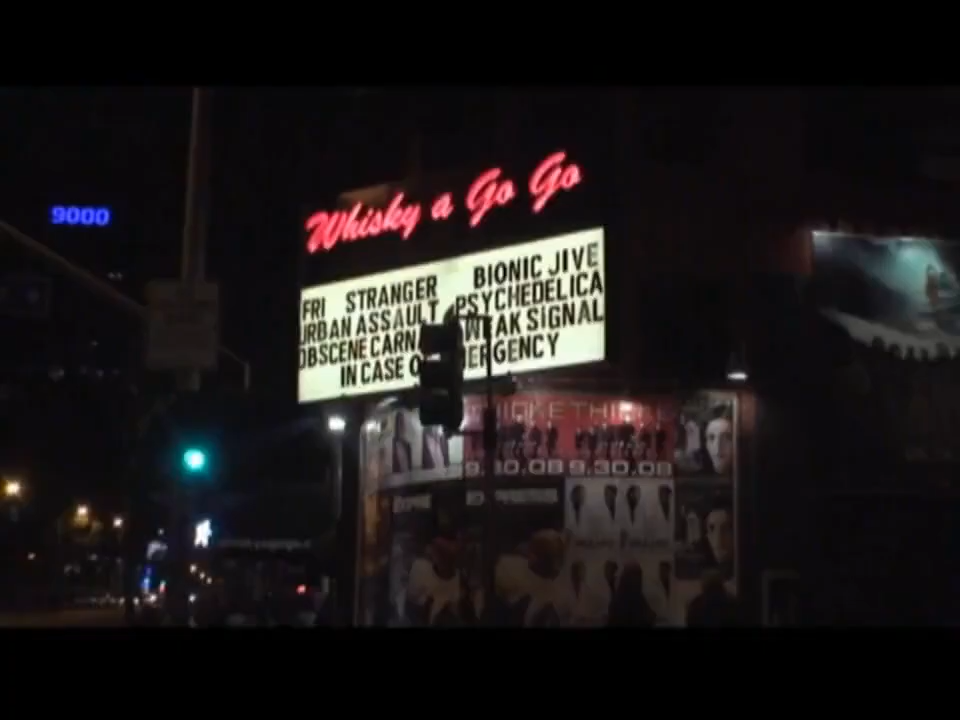 9000
Whisky a Go Go
FRI STRANGER BIONIC JIVE
URBAN ASSAULT PSYCHEDELICA
OBSCENE CARN WEAK SIGNAL
IN CASE O ERGENCY
9.30.08 9.30.08